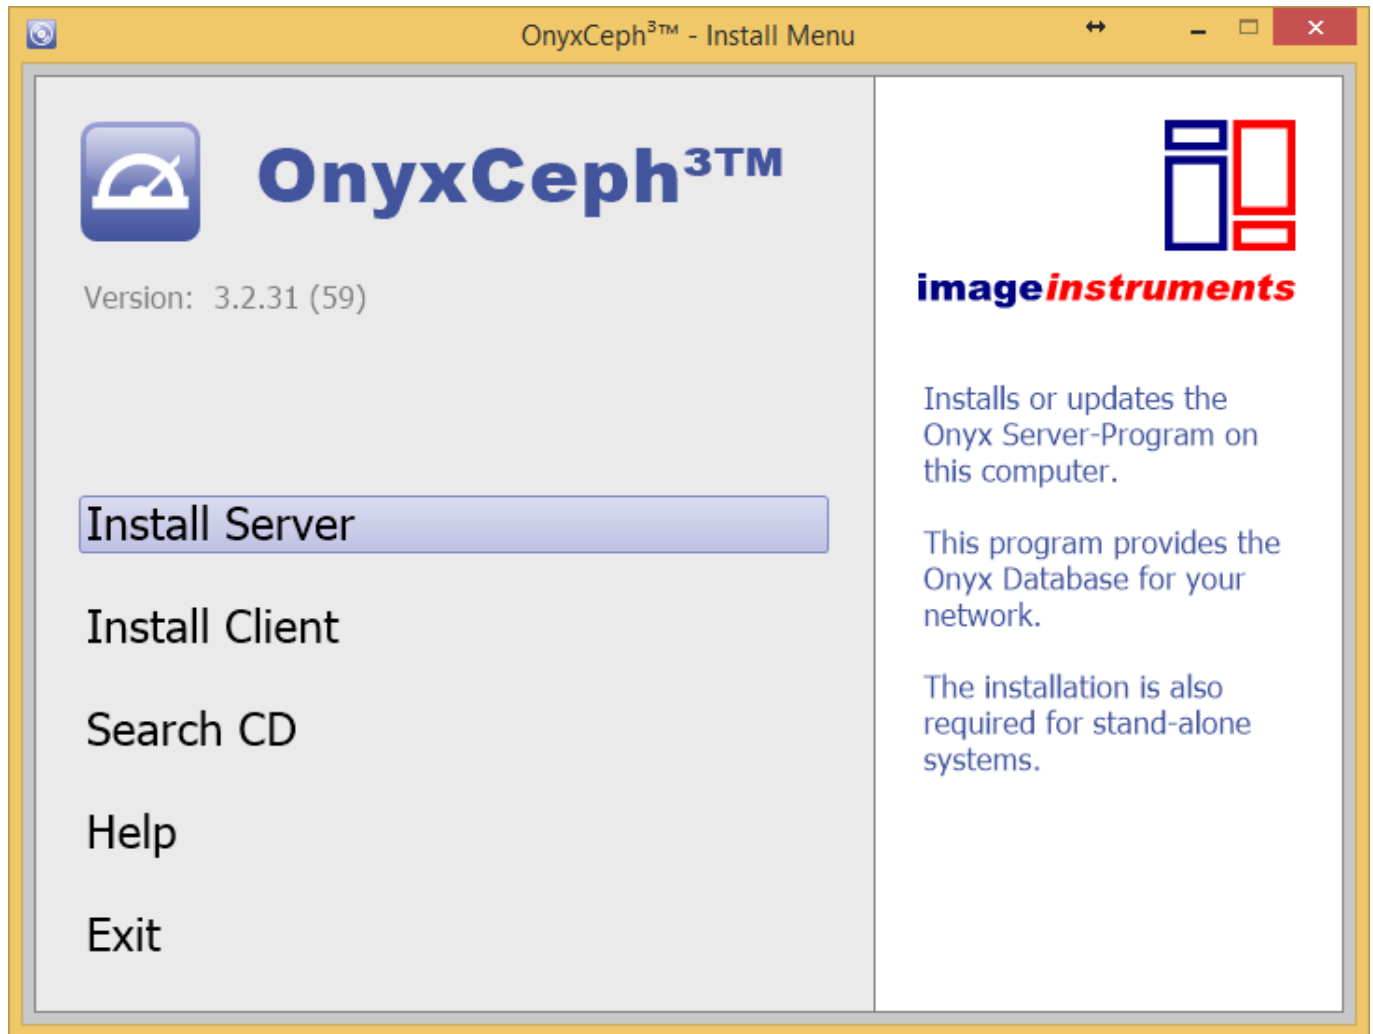 OnyxCeph³™ - Install Menu
OnyxCeph³™
Version: 3.2.31 (59)
Install Server
Install Client
Search CD
Help
Exit
imageinstruments
Installs or updates the
Onyx Server-Program on
this computer.
This program provides the
Onyx Database for your
network.
The installation is also
required for stand-alone
systems.